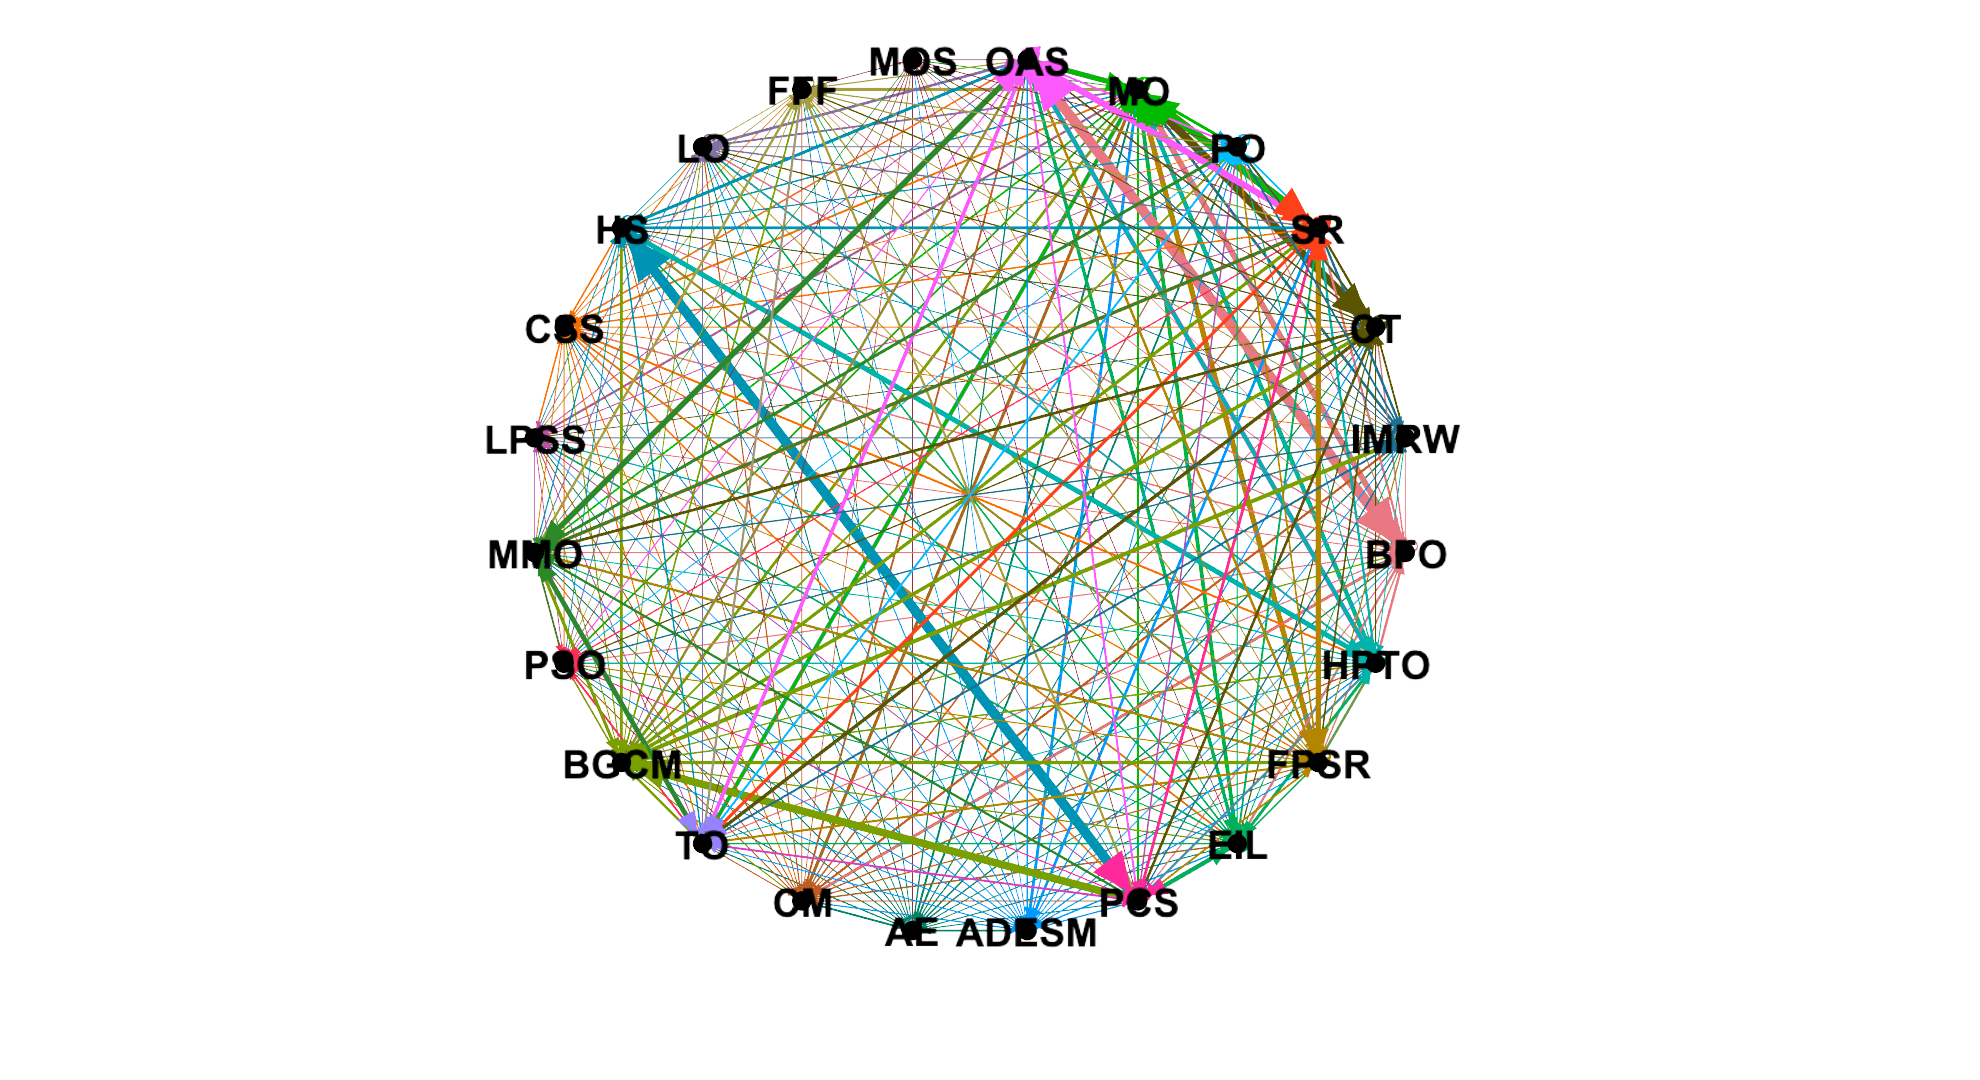 MOS
OAS
FFF
MO
LO
PO
HS
SR
CSS
CT
LPSS
IMRW
MMO
BFO
PSO
HPTO
BGCM
FPSR
TO
EIL
CM
PCS
AE
ADESM